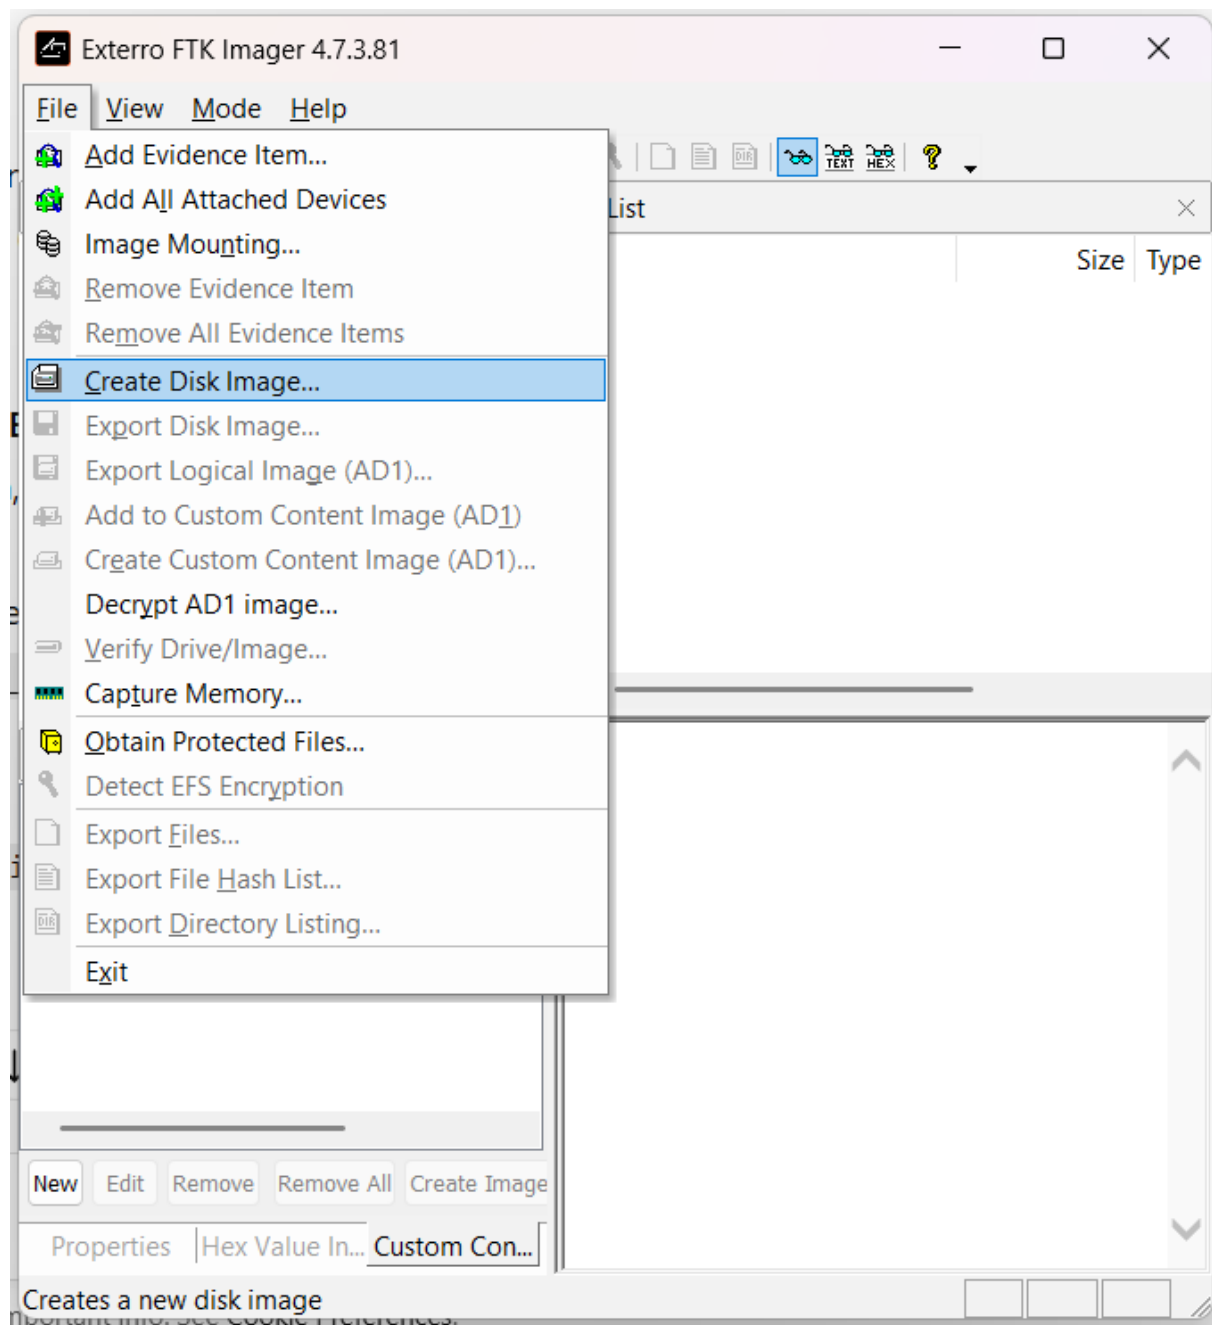 Exterro FTK Imager 4.7.3.81
File View Mode Help
Add Evidence Item...
TEXT HEX ?
Add All Attached Devices
List
Image Mounting...
Size Type
Remove Evidence Item
Remove All Evidence Items
Create Disk Image...
Export Disk Image...
Export Logical Image (AD1)...
Add to Custom Content Image (AD1)
Create Custom Content Image (AD1)...
Decrypt AD1 image...
Verify Drive/Image...
Capture Memory...
Obtain Protected Files...
Detect EFS Encryption
Export Files...
Export File Hash List...
DIR Export Directory Listing...
Exit
New Edit Remove Remove All Create Image
Properties Hex Value In... Custom Con...
Creates a new disk image